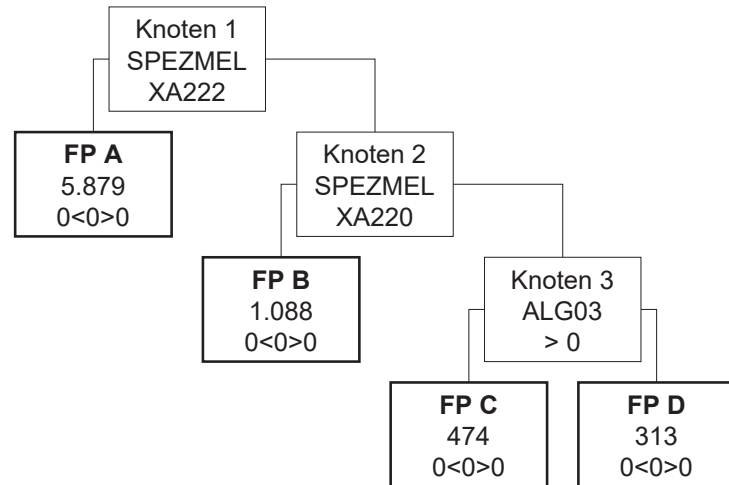 Knoten 1
SPEZMEL
XA222
FP A
5.879
0<0>0
Knoten 2
SPEZMEL
XA220
FP B
1.088
0<0>0
Knoten 3
ALG03
> 0
FP C
474
0<0>0
FP D
313
0<0>0